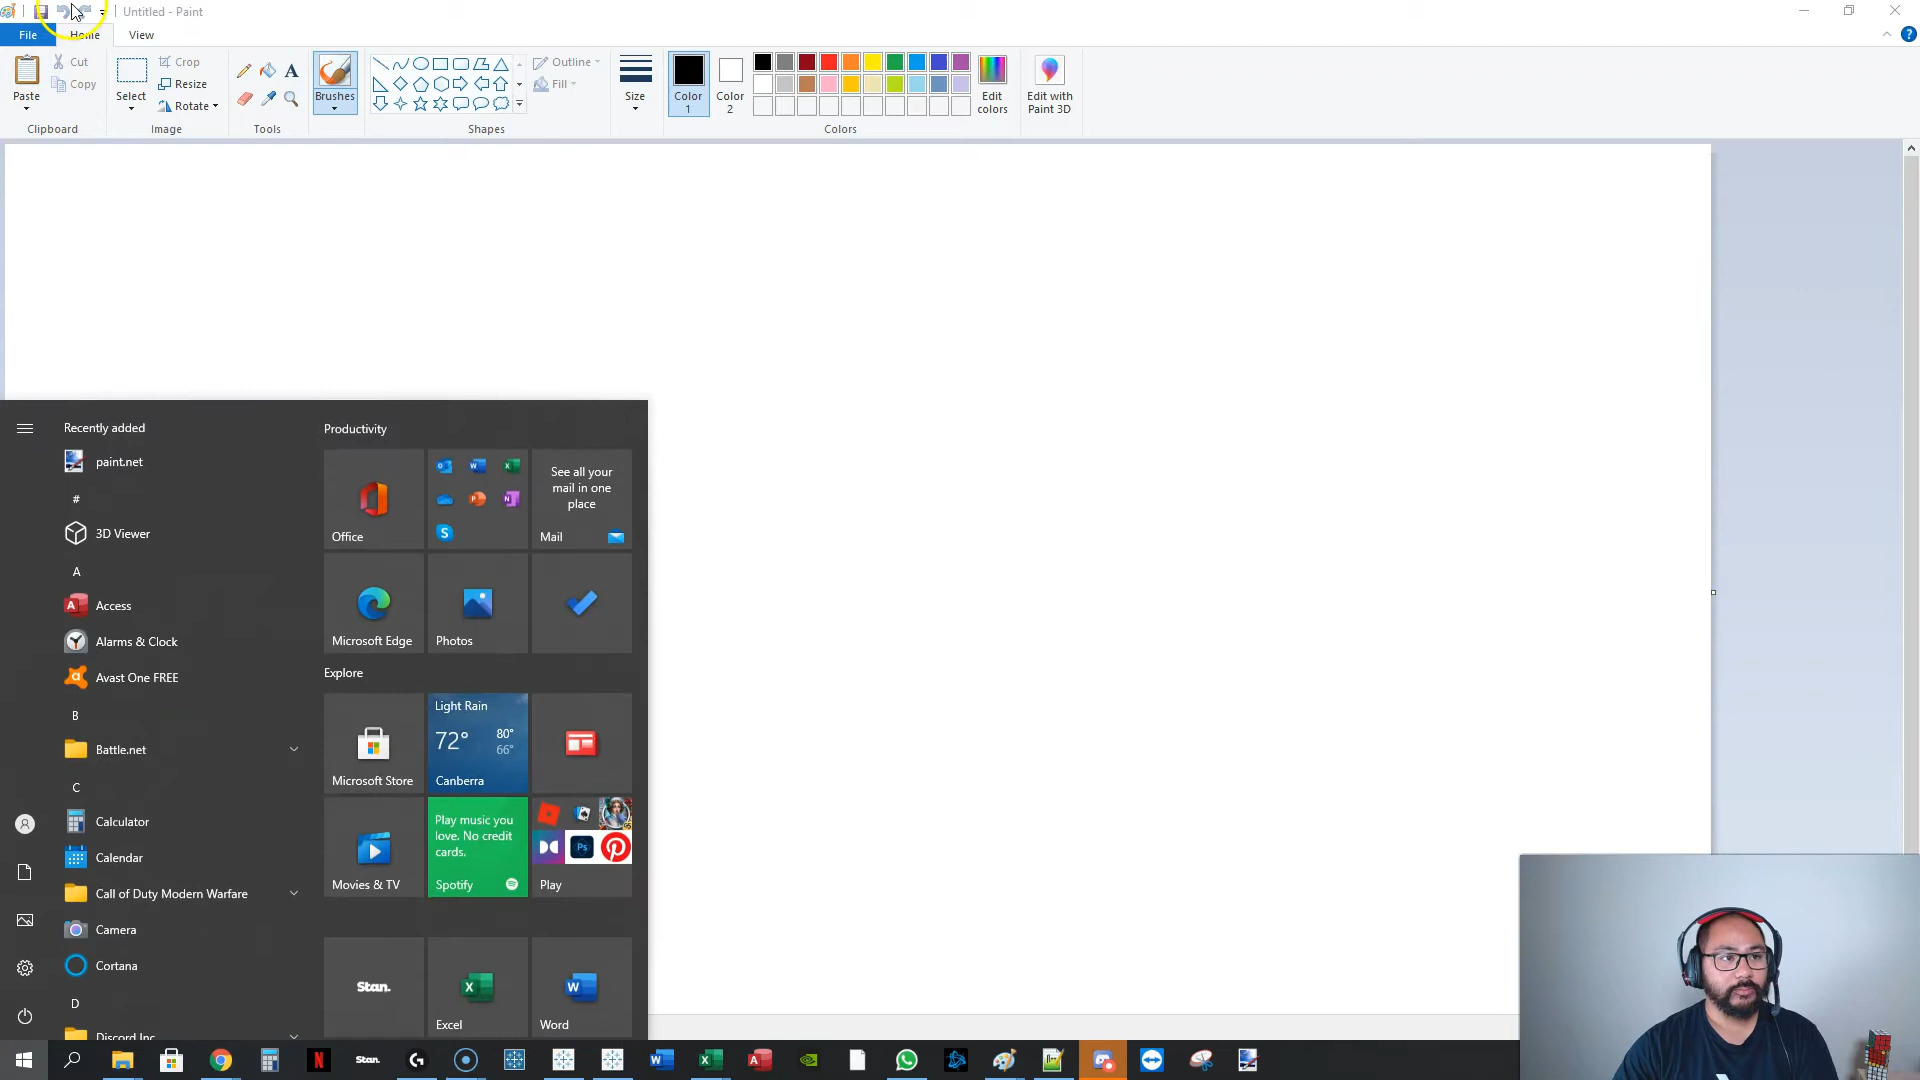 Untitled - Paint
File Home View
Paste
Cut
Copy
Clipboard
Select
Crop
Resize
Rotate
Image
A
Tools
Brushes
Outline
Fill
Shapes
Size
Color 1
Color 2
Edit colors
Colors
Edit with Paint 3D
Recently added
paint.net
#
3D Viewer
A
Access
Alarms & Clock
Avast One FREE
B
Battle.net
C
Calculator
Calendar
Call of Duty Modern Warfare
Camera
Cortana
D
Discord Inc
Productivity
Office
See all your
mail in one
place
Mail
Microsoft Edge
Photos
Explore
Microsoft Store
Light Rain
72° 80°
66°
Canberra
Movies & TV
Play music you
love. No credit
cards.
Spotify
Ps
Play
Stan.
Excel
Word
Stan.